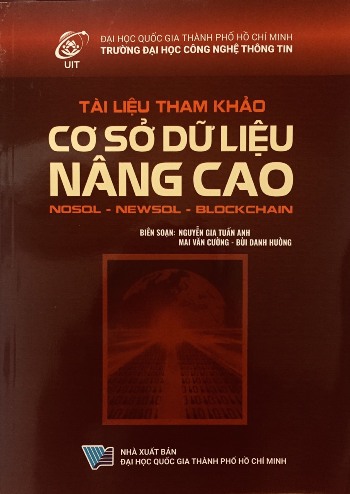 UIT
ĐẠI HỌC QUỐC GIA THÀNH PHỐ HỒ CHÍ MINH
TRƯỜNG ĐẠI HỌC CÔNG NGHỆ THÔNG TIN
TÀI LIỆU THAM KHẢO
CƠ SỞ DỮ LIỆU
NÂNG CAO
NOSQL - NEWSQL - BLOCKCHAIN
BIÊN SOẠN: NGUYỄN GIA TUẤN ANH
MAI VĂN CƯỜNG - BÙI DANH HƯỜNG
NHÀ XUẤT BẢN
ĐẠI HỌC QUỐC GIA THÀNH PHỐ HỒ CHÍ MINH